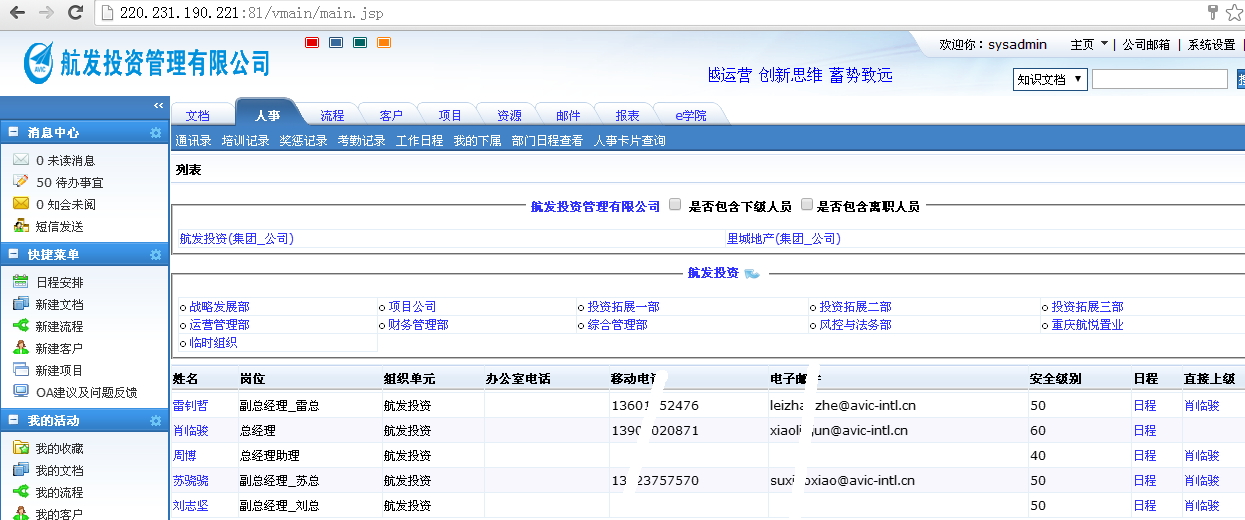 220.231.190.221:81/vmain/main.jsp
AVIC 航发投资管理有限公司
欢迎你：sysadmin 主页 | 公司邮箱 | 系统设置 |
越运营 创新思维 蓄势致远
知识文档
文档 人事 流程 客户 项目 资源 邮件 报表 e学院
通讯录 培训记录 奖惩记录 考勤记录 工作日程 我的下属 部门日程查看 人事卡片查询
消息中心
0 未读消息
50 待办事宜
0 知会未阅
短信发送
快捷菜单
日程安排
新建文档
新建流程
新建客户
新建项目
OA建议及问题反馈
我的活动
我的收藏
我的文档
我的流程
我的客户
列表
航发投资管理有限公司 是否包含下级人员 是否包含离职人员
航发投资(集团_公司) 里城地产(集团_公司)
航发投资
战略发展部 项目公司 投资拓展一部 投资拓展二部 投资拓展三部
运营管理部 财务管理部 综合管理部 风控与法务部 重庆航悦置业
临时组织
姓名 岗位 组织单元 办公室电话 移动电 电子邮 安全级别 日程 直接上级
雷钊哲 副总经理_雷总 航发投资 13601 52476 leizha zhe@avic-intl.cn 50 日程 肖临骏
肖临骏 总经理 航发投资 1390 020871 xiaoli jun@avic-intl.cn 60 日程
周博 总经理助理 航发投资 40 日程 肖临骏
苏骁骁 副总经理_苏总 航发投资 13 23757570 suxi oxiao@avic-intl.cn 50 日程 肖临骏
刘志坚 副总经理_刘总 航发投资 50 日程 肖临骏